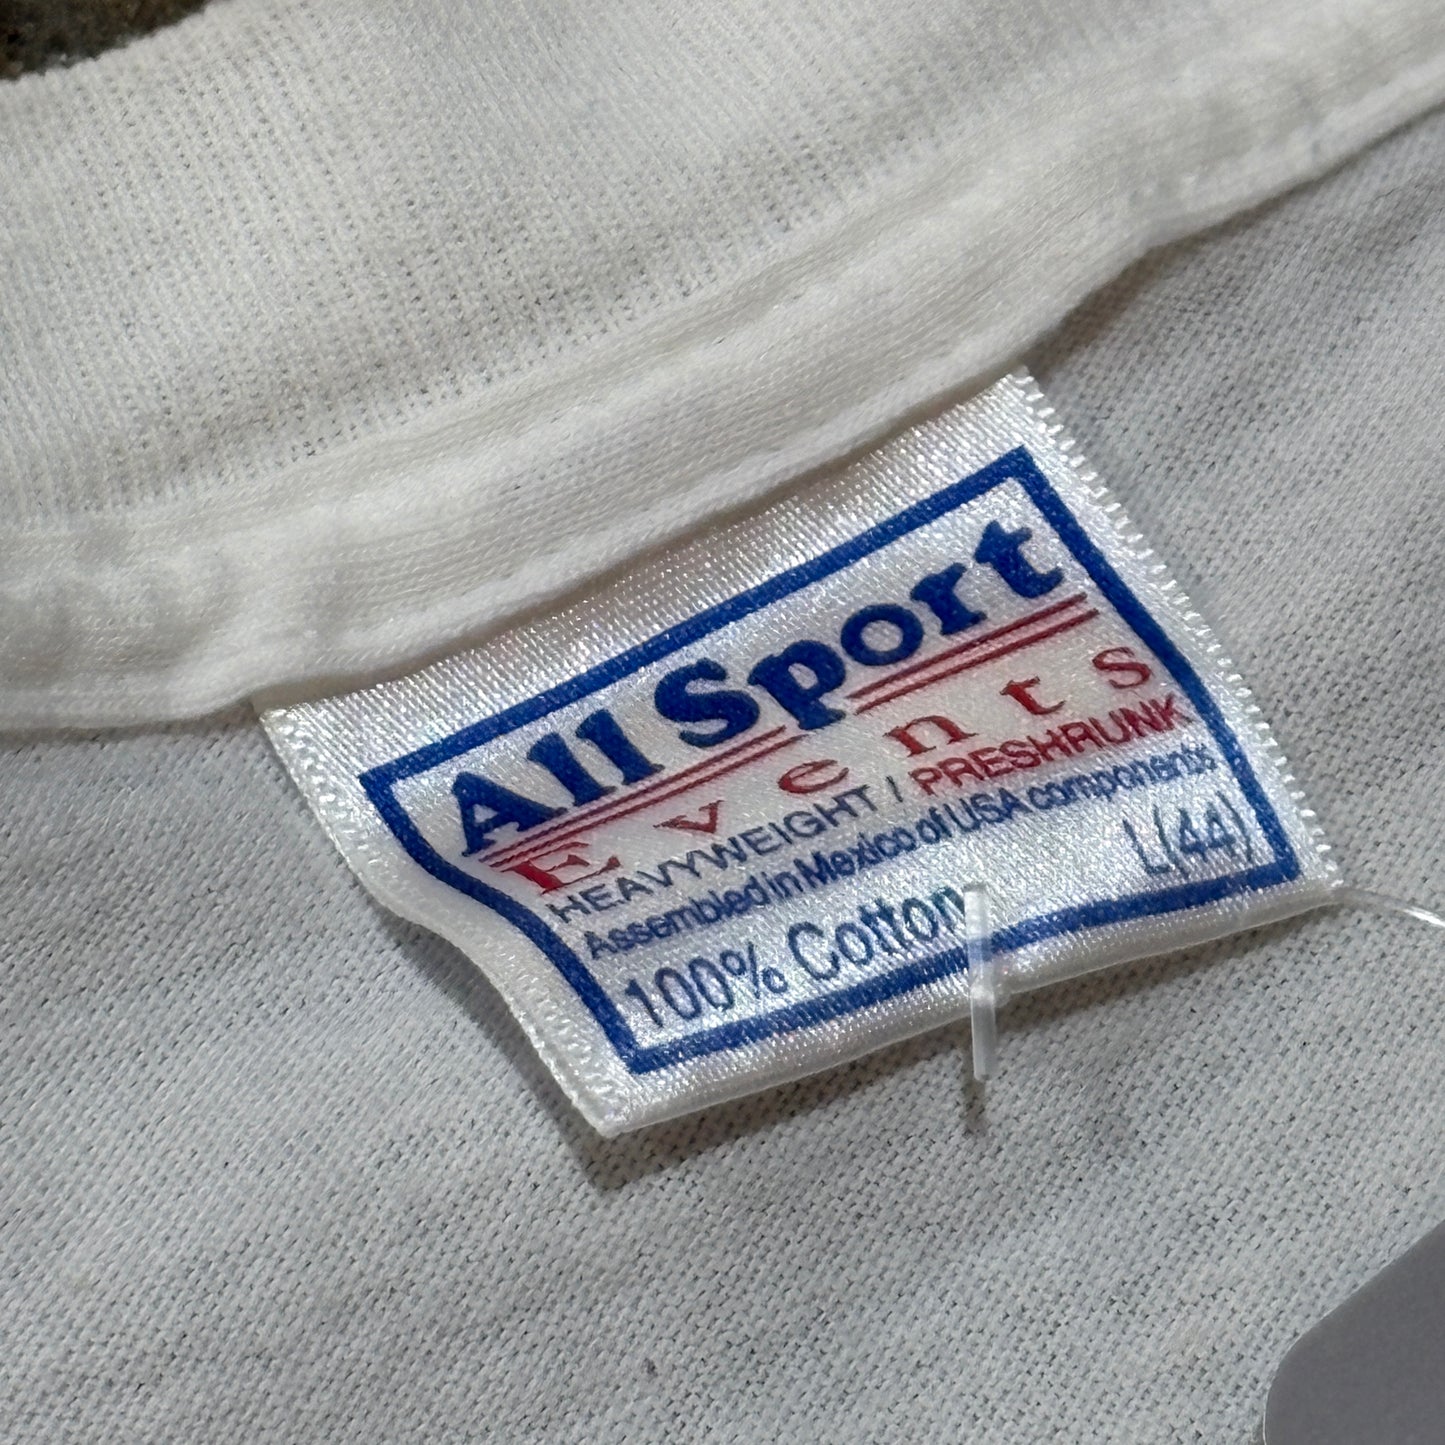 All Sport
Events
HEAVYWEIGHT / PRESHRUNK
Assembled in Mexico of USA components
100% Cotton L(44)